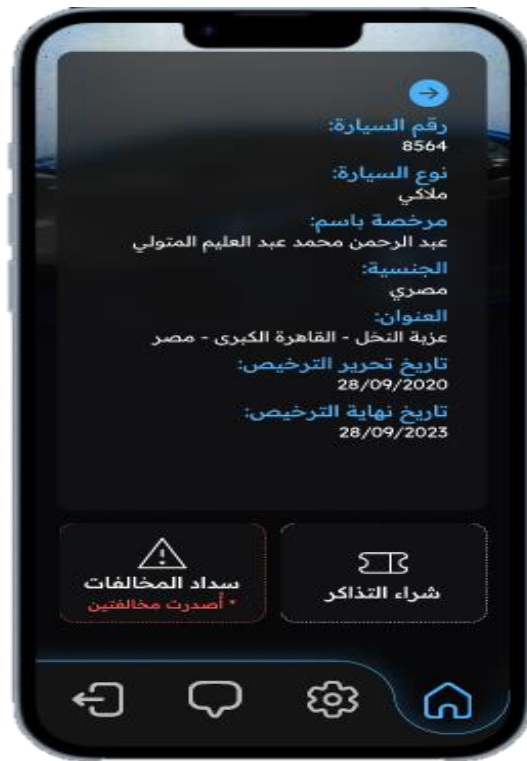 رقم السيارة:
8564
نوع السيارة:
ملاكي
مرخصة باسم:
عبد الرحمن محمد عبد العليم المتولي
الجنسية:
مصري
العنوان:
عزبة النخل - القاهرة الكبرى - مصر
تاريخ تحرير الترخيص:
28/09/2020
تاريخ نهاية الترخيص:
28/09/2023
شراء التذاكر
سداد المخالفات
* أصدرت مخالفتين